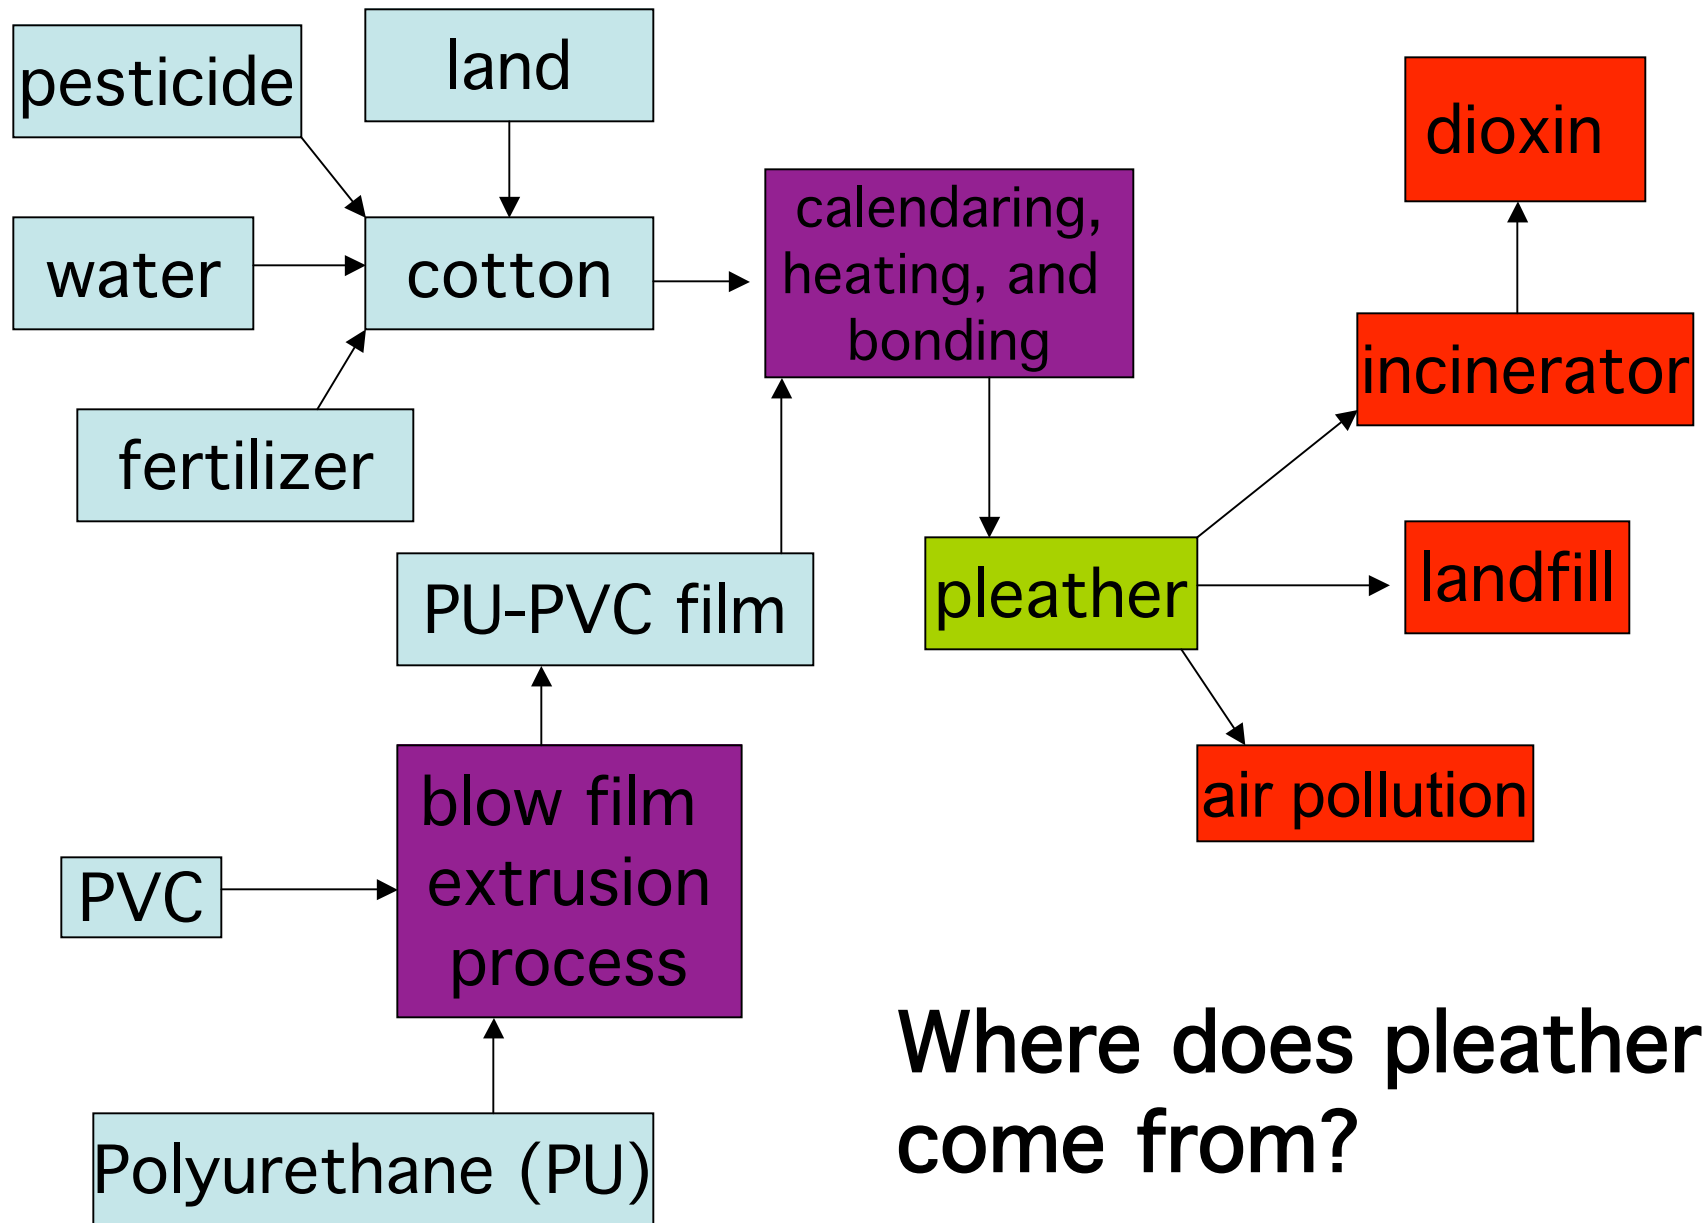 pesticide
land
dioxin
calendaring,
heating, and
bonding
water
cotton
incinerator
fertilizer
PU-PVC film
pleather
landfill
blow film
extrusion
process
air pollution
PVC
Where does pleather
come from?
Polyurethane (PU)